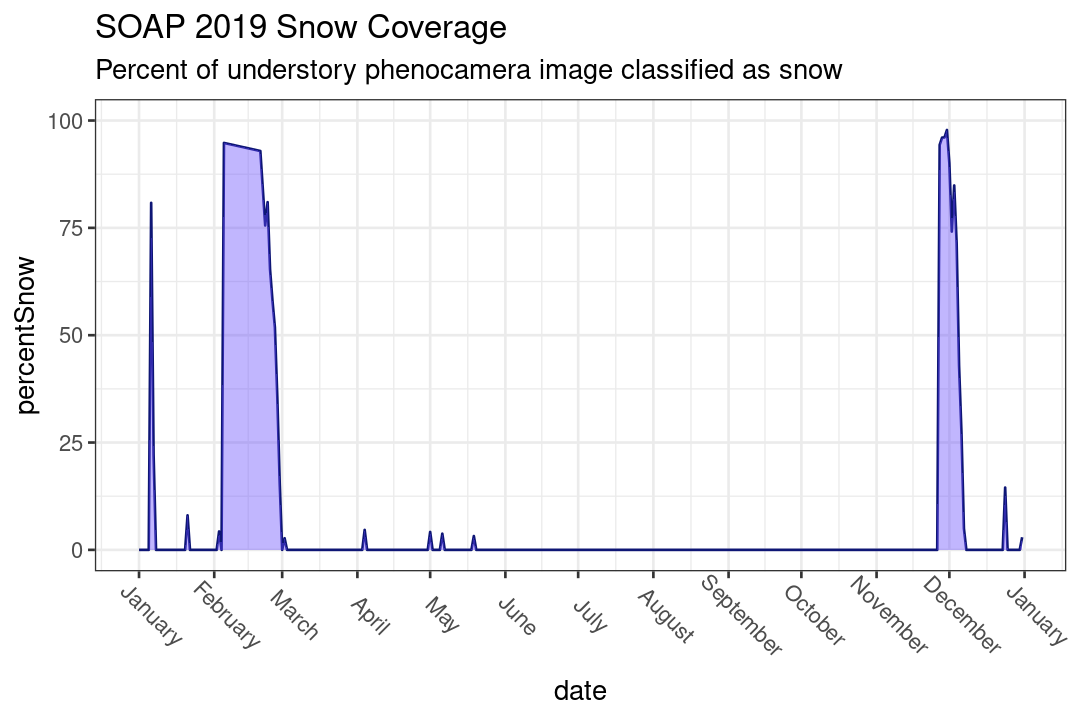 SOAP 2019 Snow Coverage
Percent of understory phenocamera image classified as snow
percentSnow
100
75
50
25
0
January
February
March
April
May
June
July
August
September
October
November
December
January
date